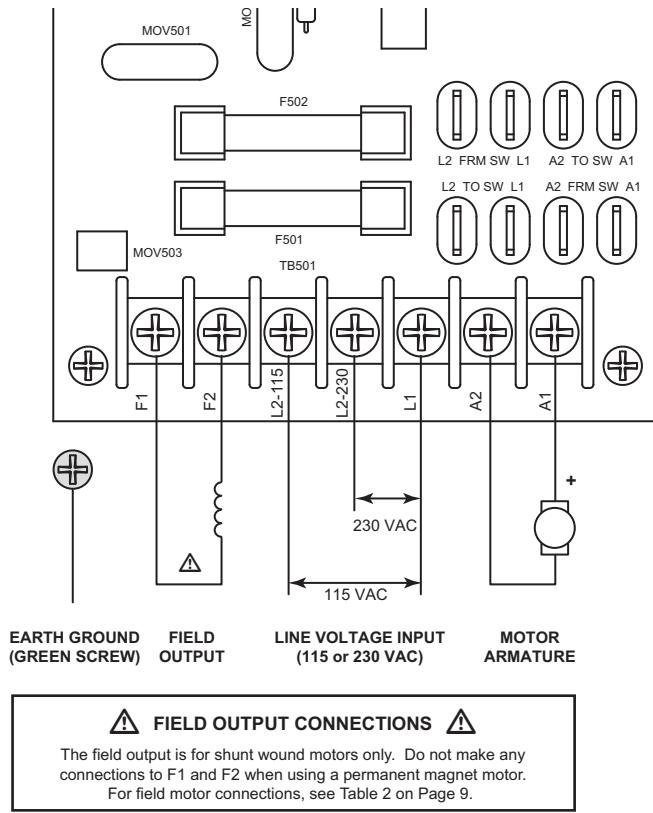 MOV501
MO
F502
L2 FRM SW L1 A2 TO SW A1
L2 TO SW L1 A2 FRM SW A1
F501
MOV503
TB501
F1
F2
L2-115
L2-230
L1
A2
A1
+
230 VAC
115 VAC
EARTH GROUND
(GREEN SCREW)
FIELD
OUTPUT
LINE VOLTAGE INPUT
(115 or 230 VAC)
MOTOR
ARMATURE
FIELD OUTPUT CONNECTIONS
The field output is for shunt wound motors only. Do not make any
connections to F1 and F2 when using a permanent magnet motor.
For field motor connections, see Table 2 on Page 9.